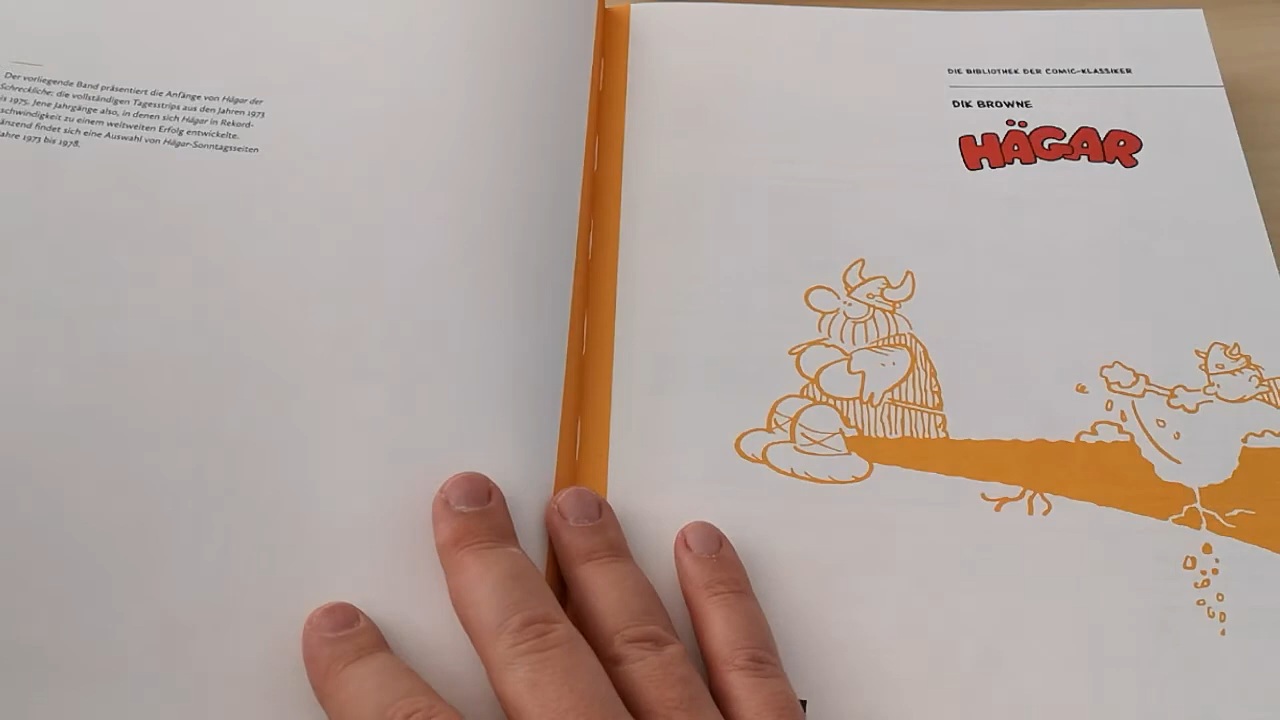 Der vorliegende Band präsentiert die Anfänge von Hägar der
Schreckliche: die vollständigen Tagesstrips aus den Jahren 1973
is 1975. Jene Jahrgänge also, in denen sich Hägar in Rekord-
schwindigkeit zu einem weltweiten Erfolg entwickelte.
änzend findet sich eine Auswahl von Hägar-Sonntagsseiten
ahre 1973 bis 1978.
DIE BIBLIOTHEK DER COMIC-KLASSIKER
DIK BROWNE
HÄGAR